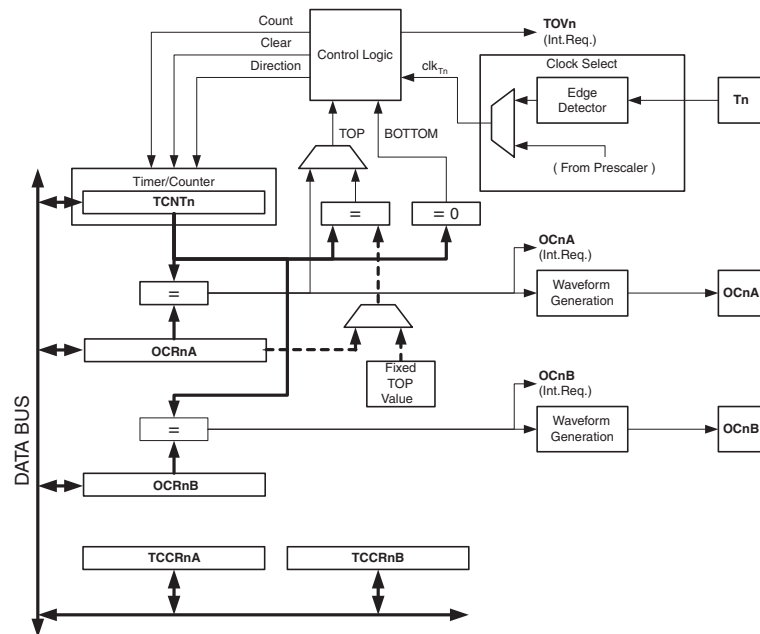 Count
Clear
Direction
Control Logic
TOVn
(Int.Req.)
clkTn
Clock Select
Edge
Detector
Tn
( From Prescaler )
TOP
BOTTOM
Timer/Counter
TCNTn
=
= 0
OCnA
(Int.Req.)
=
Waveform
Generation
OCnA
OCRnA
Fixed
TOP
Value
OCnB
(Int.Req.)
=
Waveform
Generation
OCnB
OCRnB
DATA BUS
TCCRnA
TCCRnB